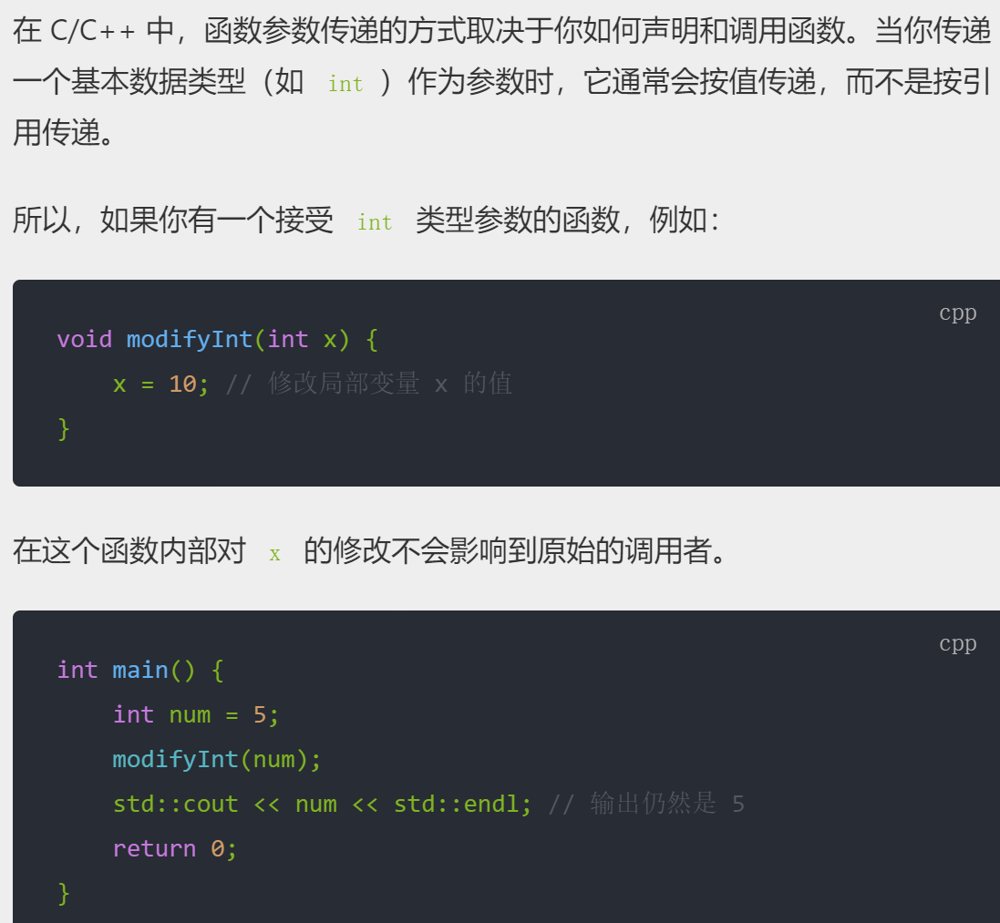 在 C/C++ 中，函数参数传递的方式取决于你如何声明和调用函数。当你传递
一个基本数据类型（如 int ）作为参数时，它通常会按值传递，而不是按引
用传递。
所以，如果你有一个接受 int 类型参数的函数，例如：
cpp
void modifyInt(int x) {
    x = 10; // 修改局部变量 x 的值
}
在这个函数内部对 x 的修改不会影响到原始的调用者。
cpp
int main() {
    int num = 5;
    modifyInt(num);
    std::cout << num << std::endl; // 输出仍然是 5
    return 0;
}